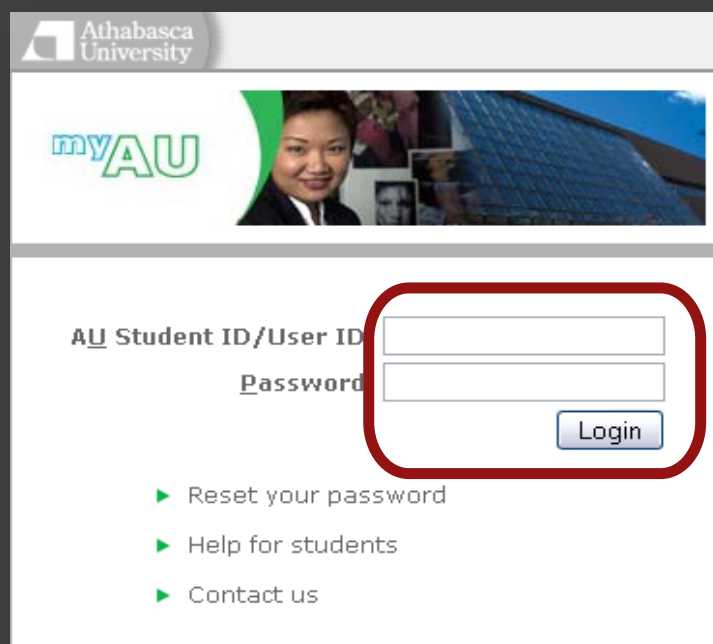 Athabasca
University
myAU
AU Student ID/User ID
Password
Login
Reset your password
Help for students
Contact us